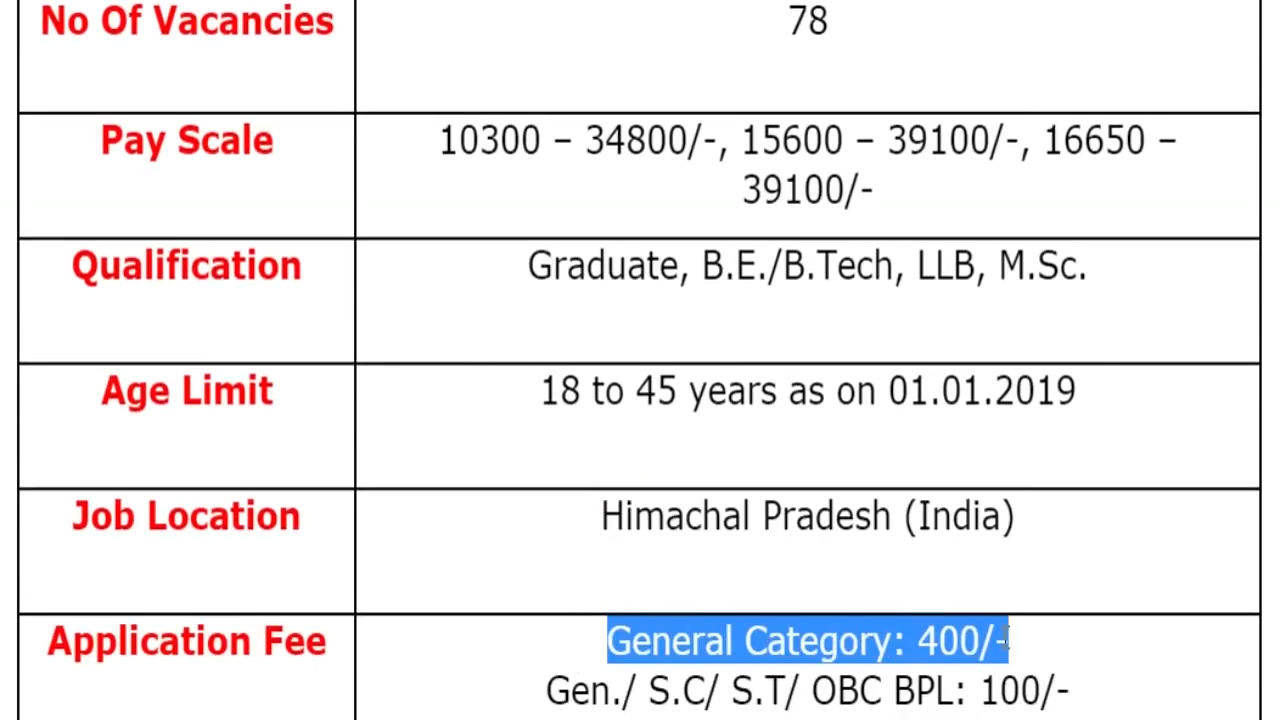 No Of Vacancies
78
Pay Scale
10300 – 34800/-, 15600 – 39100/-, 16650 –
39100/-
Qualification
Graduate, B.E./B.Tech, LLB, M.Sc.
Age Limit
18 to 45 years as on 01.01.2019
Job Location
Himachal Pradesh (India)
Application Fee
General Category: 400/-
Gen./ S.C/ S.T/ OBC BPL: 100/-